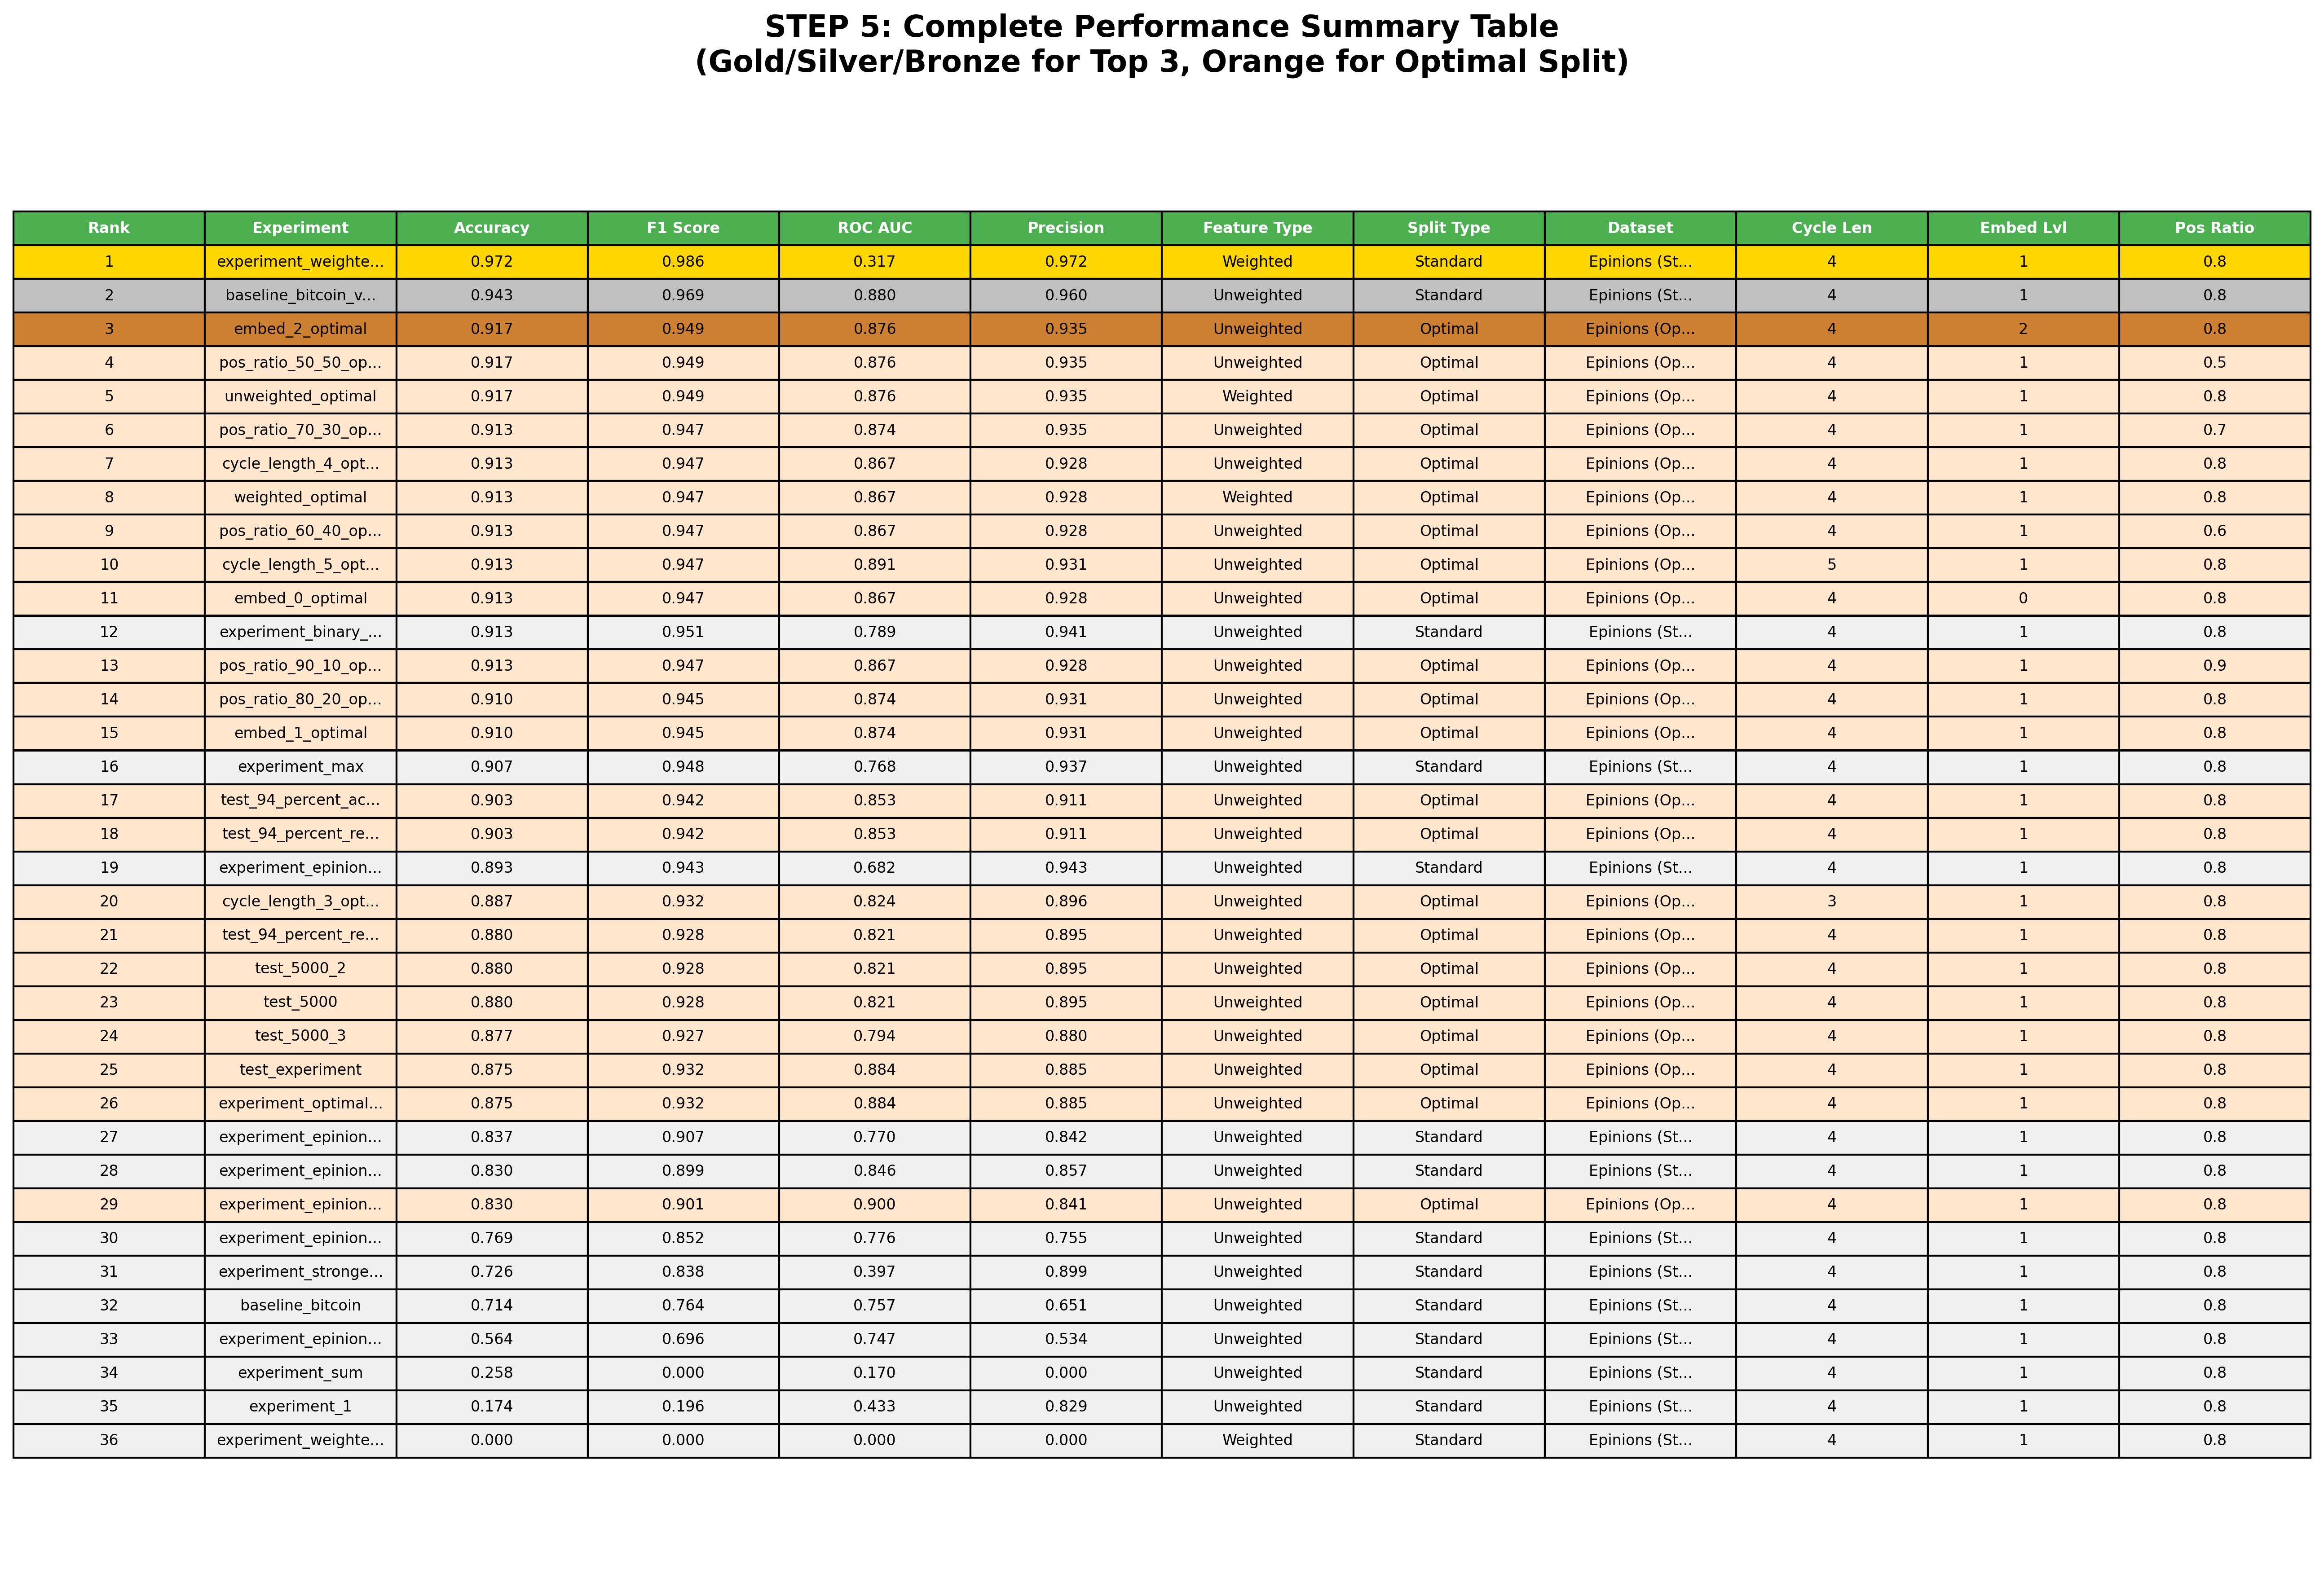 STEP 5: Complete Performance Summary Table
(Gold/Silver/Bronze for Top 3, Orange for Optimal Split)
Rank Experiment Accuracy F1 Score ROC AUC Precision Feature Type Split Type Dataset Cycle Len Embed Lvl Pos Ratio
1 experiment_weighte... 0.972 0.986 0.317 0.972 Weighted Standard Epinions (St... 4 1 0.8
2 baseline_bitcoin_v... 0.943 0.969 0.880 0.960 Unweighted Standard Epinions (St... 4 1 0.8
3 embed_2_optimal 0.917 0.949 0.876 0.935 Unweighted Optimal Epinions (Op... 4 2 0.8
4 pos_ratio_50_50_op... 0.917 0.949 0.876 0.935 Unweighted Optimal Epinions (Op... 4 1 0.5
5 unweighted_optimal 0.917 0.949 0.876 0.935 Weighted Optimal Epinions (Op... 4 1 0.8
6 pos_ratio_70_30_op... 0.913 0.947 0.874 0.935 Unweighted Optimal Epinions (Op... 4 1 0.7
7 cycle_length_4_opt... 0.913 0.947 0.867 0.928 Unweighted Optimal Epinions (Op... 4 1 0.8
8 weighted_optimal 0.913 0.947 0.867 0.928 Weighted Optimal Epinions (Op... 4 1 0.8
9 pos_ratio_60_40_op... 0.913 0.947 0.867 0.928 Unweighted Optimal Epinions (Op... 4 1 0.6
10 cycle_length_5_opt... 0.913 0.947 0.891 0.931 Unweighted Optimal Epinions (Op... 5 1 0.8
11 embed_0_optimal 0.913 0.947 0.867 0.928 Unweighted Optimal Epinions (Op... 4 0 0.8
12 experiment_binary_... 0.913 0.951 0.789 0.941 Unweighted Standard Epinions (St... 4 1 0.8
13 pos_ratio_90_10_op... 0.913 0.947 0.867 0.928 Unweighted Optimal Epinions (Op... 4 1 0.9
14 pos_ratio_80_20_op... 0.910 0.945 0.874 0.931 Unweighted Optimal Epinions (Op... 4 1 0.8
15 embed_1_optimal 0.910 0.945 0.874 0.931 Unweighted Optimal Epinions (Op... 4 1 0.8
16 experiment_max 0.907 0.948 0.768 0.937 Unweighted Standard Epinions (St... 4 1 0.8
17 test_94_percent_ac... 0.903 0.942 0.853 0.911 Unweighted Optimal Epinions (Op... 4 1 0.8
18 test_94_percent_re... 0.903 0.942 0.853 0.911 Unweighted Optimal Epinions (Op... 4 1 0.8
19 experiment_epinion... 0.893 0.943 0.682 0.943 Unweighted Standard Epinions (St... 4 1 0.8
20 cycle_length_3_opt... 0.887 0.932 0.824 0.896 Unweighted Optimal Epinions (Op... 3 1 0.8
21 test_94_percent_re... 0.880 0.928 0.821 0.895 Unweighted Optimal Epinions (Op... 4 1 0.8
22 test_5000_2 0.880 0.928 0.821 0.895 Unweighted Optimal Epinions (Op... 4 1 0.8
23 test_5000 0.880 0.928 0.821 0.895 Unweighted Optimal Epinions (Op... 4 1 0.8
24 test_5000_3 0.877 0.927 0.794 0.880 Unweighted Optimal Epinions (Op... 4 1 0.8
25 test_experiment 0.875 0.932 0.884 0.885 Unweighted Optimal Epinions (Op... 4 1 0.8
26 experiment_optimal... 0.875 0.932 0.884 0.885 Unweighted Optimal Epinions (Op... 4 1 0.8
27 experiment_epinion... 0.837 0.907 0.770 0.842 Unweighted Standard Epinions (St... 4 1 0.8
28 experiment_epinion... 0.830 0.899 0.846 0.857 Unweighted Standard Epinions (St... 4 1 0.8
29 experiment_epinion... 0.830 0.901 0.900 0.841 Unweighted Optimal Epinions (Op... 4 1 0.8
30 experiment_epinion... 0.769 0.852 0.776 0.755 Unweighted Standard Epinions (St... 4 1 0.8
31 experiment_stronge... 0.726 0.838 0.397 0.899 Unweighted Standard Epinions (St... 4 1 0.8
32 baseline_bitcoin 0.714 0.764 0.757 0.651 Unweighted Standard Epinions (St... 4 1 0.8
33 experiment_epinion... 0.564 0.696 0.747 0.534 Unweighted Standard Epinions (St... 4 1 0.8
34 experiment_sum 0.258 0.000 0.170 0.000 Unweighted Standard Epinions (St... 4 1 0.8
35 experiment_1 0.174 0.196 0.433 0.829 Unweighted Standard Epinions (St... 4 1 0.8
36 experiment_weighte... 0.000 0.000 0.000 0.000 Weighted Standard Epinions (St... 4 1 0.8